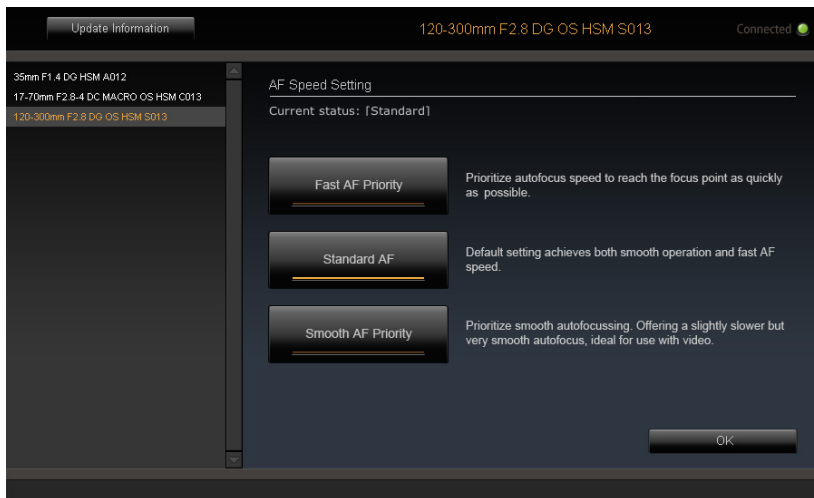 Update Information
120-300mm F2.8 DG OS HSM S013
Connected
35mm F1.4 DG HSM A012
17-70mm F2.8-4 DC MACRO OS HSM C013
120-300mm F2.8 DG OS HSM S013
AF Speed Setting
Current status: [Standard]
Fast AF Priority
Prioritize autofocus speed to reach the focus point as quickly
as possible.
Standard AF
Default setting achieves both smooth operation and fast AF
speed.
Smooth AF Priority
Prioritize smooth autofocussing. Offering a slightly slower but
very smooth autofocus, ideal for use with video.
OK